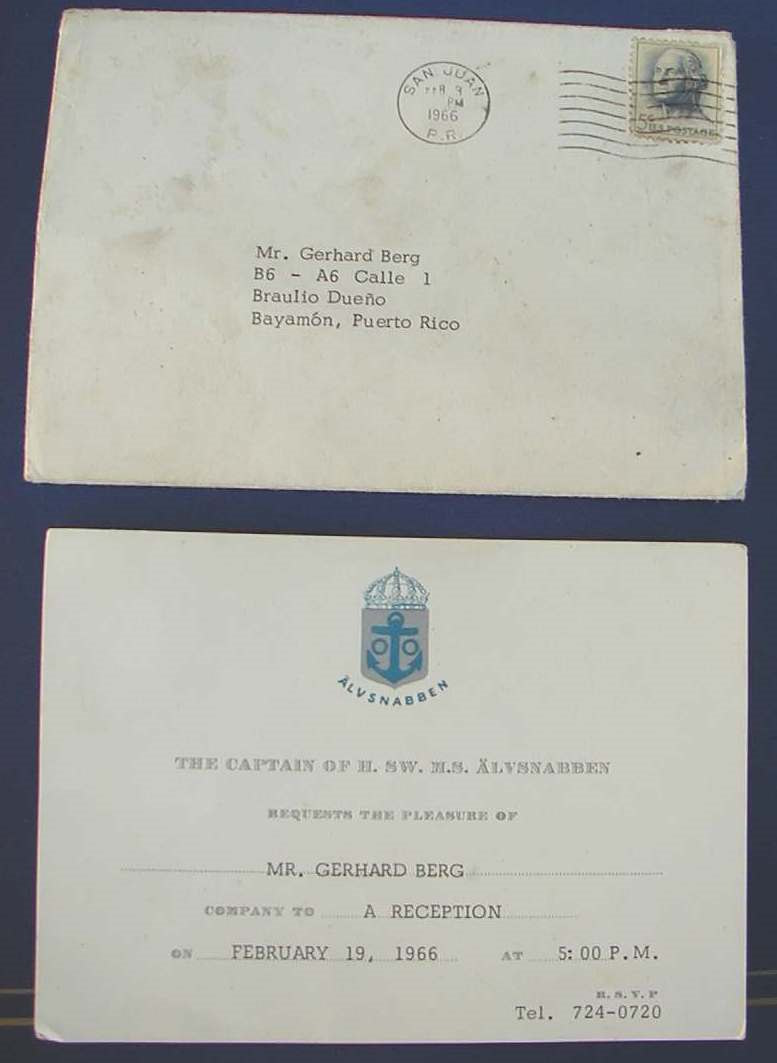 SAN JUAN
FEB 9
PM
1966
P.R.
5c U.S. POSTAGE
Mr. Gerhard Berg
B6 - A6 Calle 1
Braulio Dueño
Bayamón, Puerto Rico
ÄLVSNABBEN
THE CAPTAIN OF H. SW. M.S. ÄLVSNABBEN
REQUESTS THE PLEASURE OF
MR. GERHARD BERG
COMPANY TO A RECEPTION
ON FEBRUARY 19, 1966 AT 5:00 P.M.
R. S. V. P
Tel. 724-0720